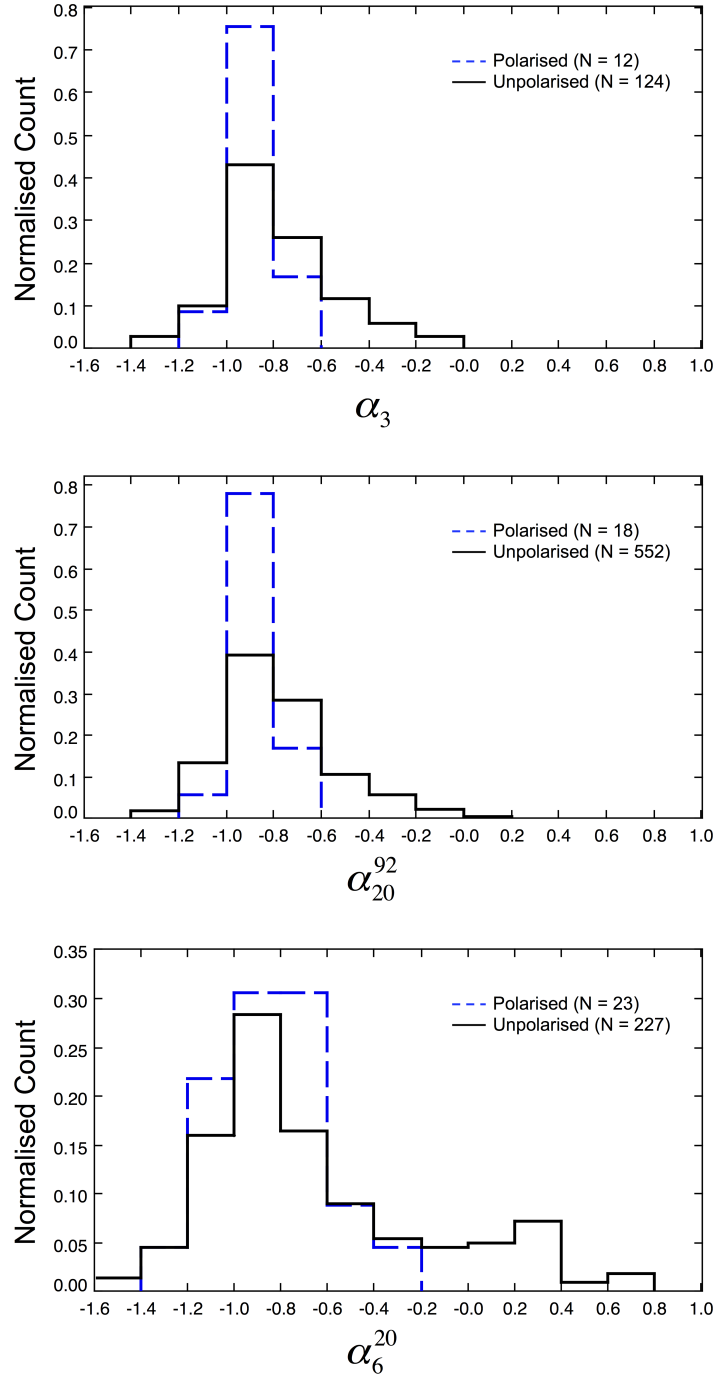 Normalised Count
0.8
0.7
0.6
0.5
0.4
0.3
0.2
0.1
0.0
Polarised (N = 12)
Unpolarised (N = 124)
-1.6 -1.4 -1.2 -1.0 -0.8 -0.6 -0.4 -0.2 -0.0 0.2 0.4 0.6 0.8 1.0
α₃
Normalised Count
0.8
0.7
0.6
0.5
0.4
0.3
0.2
0.1
0.0
Polarised (N = 18)
Unpolarised (N = 552)
-1.6 -1.4 -1.2 -1.0 -0.8 -0.6 -0.4 -0.2 -0.0 0.2 0.4 0.6 0.8 1.0
α₂₀⁹²
Normalised Count
0.35
0.30
0.25
0.20
0.15
0.10
0.05
0.00
Polarised (N = 23)
Unpolarised (N = 227)
-1.6 -1.4 -1.2 -1.0 -0.8 -0.6 -0.4 -0.2 -0.0 0.2 0.4 0.6 0.8 1.0
α₆²⁰